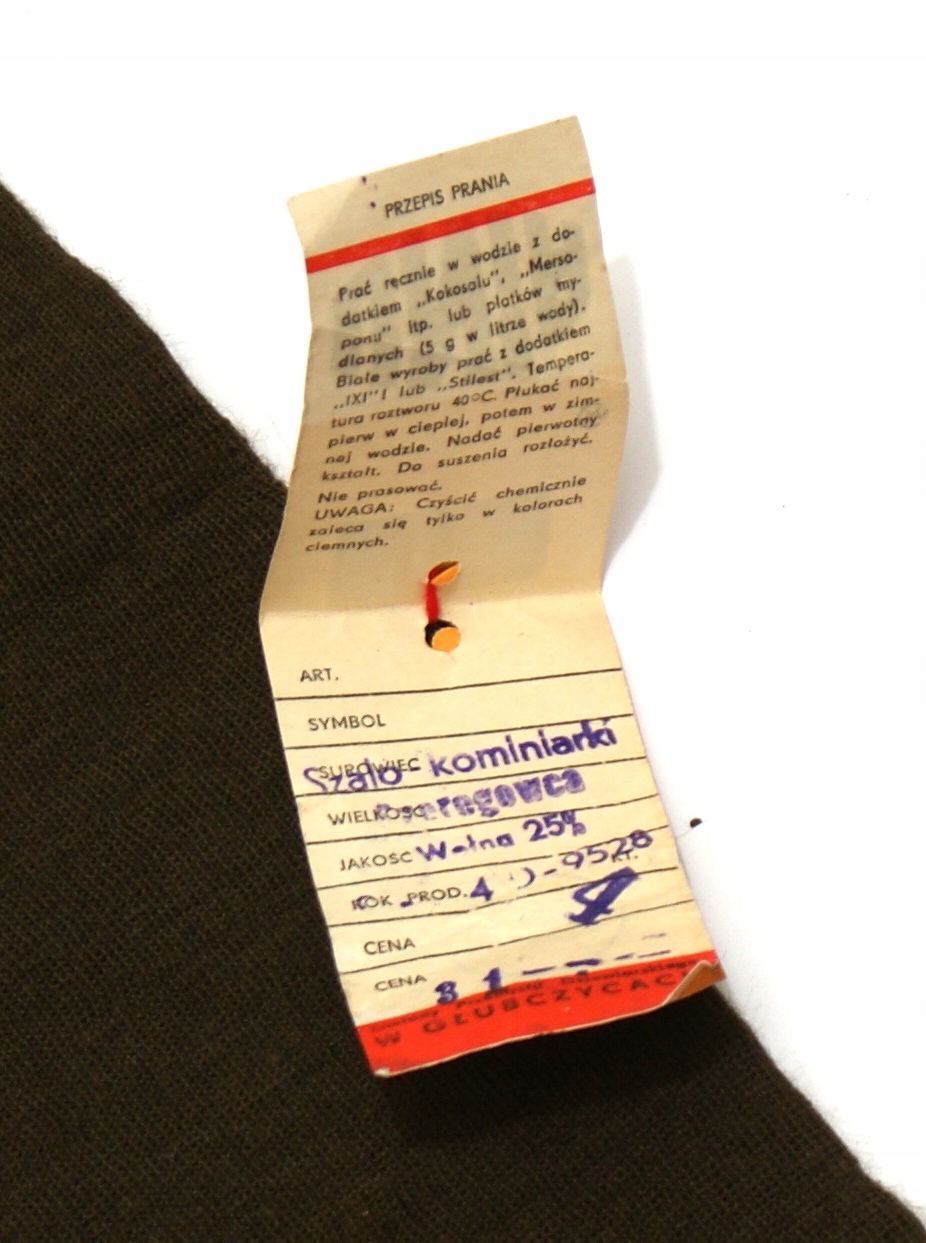 PRZEPIS PRANIA
Prać ręcznie w wodzie z do-
datkiem „Kokosalu", „Merso-
panu" itp. lub płatków my-
dlanych (5 g w litrze wody).
Białe wyroby prać z dodatkiem
„IXI"! lub „Stilest". Tempera-
tura roztworu 40°C. Płukać naj-
pierw w cieplej, potem w zim-
nej wodzie. Nadać pierwotny
kształt. Do suszenia rozłożyć.
Nie prasować.
UWAGA: Czyścić chemicznie
zaleca się tylko w kolorach
ciemnych.
ART.
SYMBOL
SUROWIEC
Szalo-kominiarki
WIELKOŚĆ
JAKOŚĆ Wełna 25%
ROK PROD.
CENA
CENA 31
W GŁUBCZYCACH